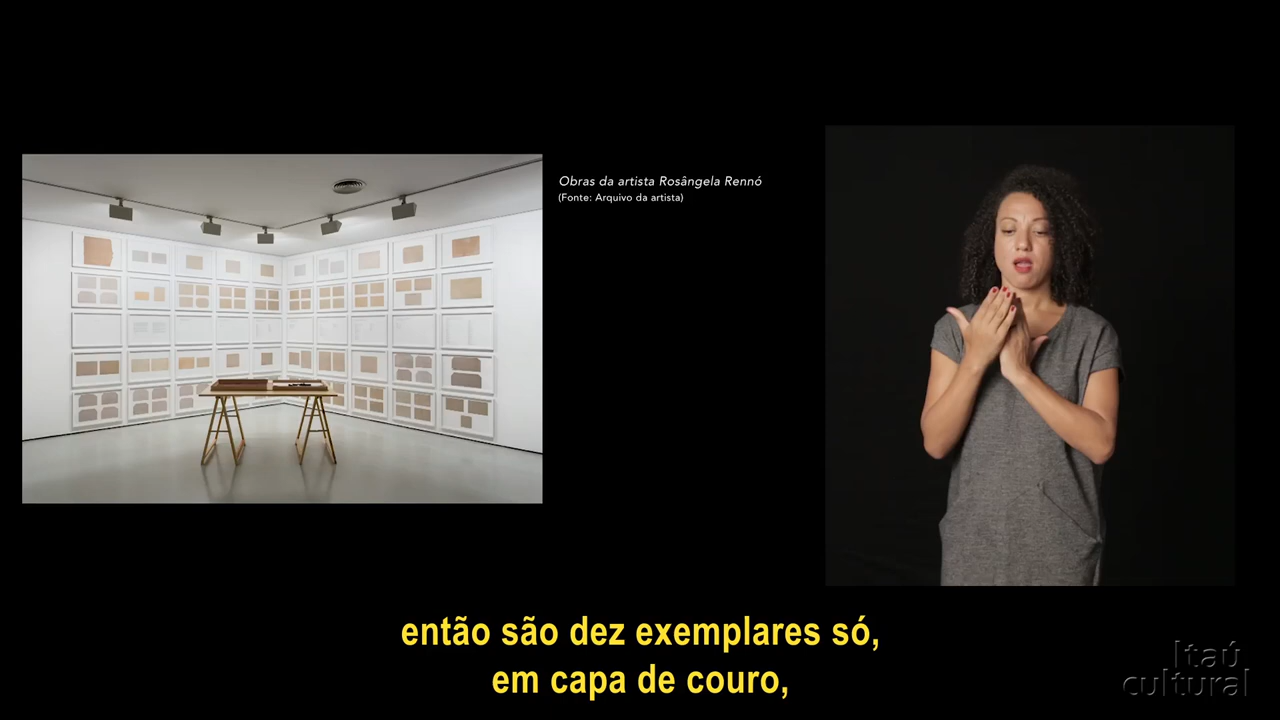 Obras da artista Rosângela Rennó
(Fonte: Arquivo da artista)
então são dez exemplares só,
em capa de couro,
Itaú
cultural